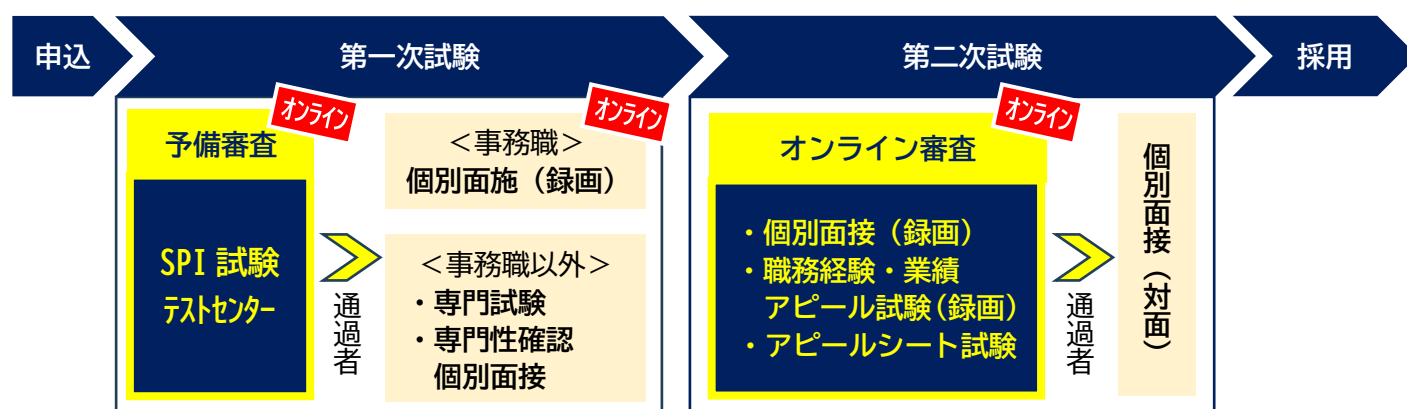 申込
第一次試験
第二次試験
採用
オンライン
予備審査
SPI 試験
テストセンター
通過者
オンライン
＜事務職＞
個別面施（録画）
＜事務職以外＞
・専門試験
・専門性確認
個別面接
オンライン
オンライン審査
・個別面接（録画）
・職務経験・業績
アピール試験（録画）
・アピールシート試験
通過者
個別面接（対面）